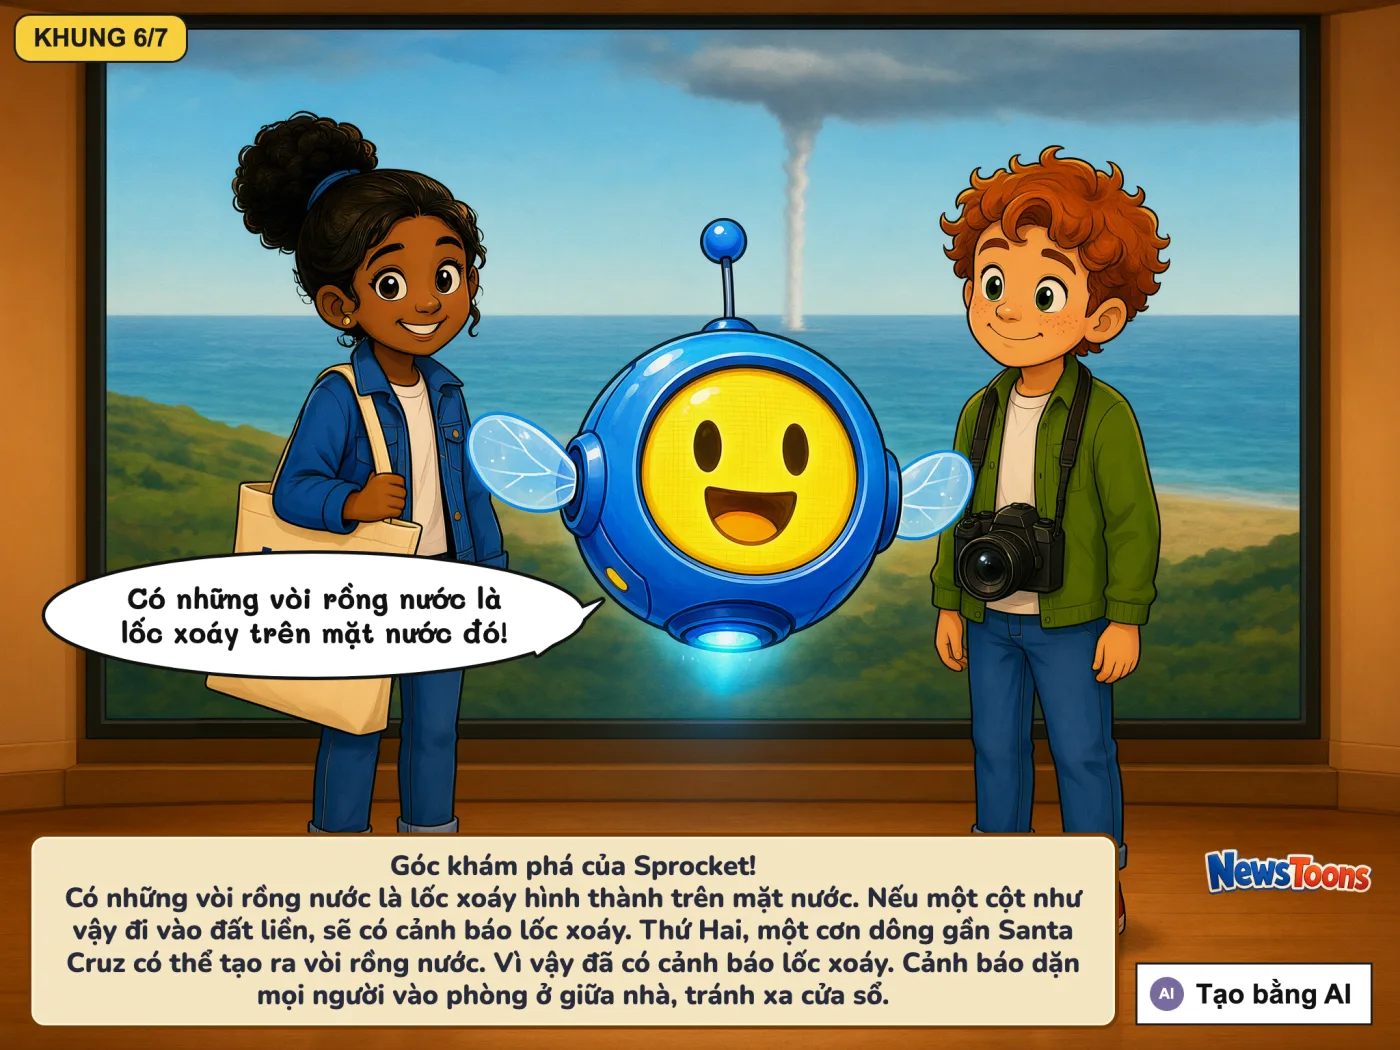 KHUNG 6/7
Có những vòi rồng nước là
lốc xoáy trên mặt nước đó!
Góc khám phá của Sprocket!
Có những vòi rồng nước là lốc xoáy hình thành trên mặt nước. Nếu một cột như
vậy đi vào đất liền, sẽ có cảnh báo lốc xoáy. Thứ Hai, một cơn dông gần Santa
Cruz có thể tạo ra vòi rồng nước. Vì vậy đã có cảnh báo lốc xoáy. Cảnh báo dặn
mọi người vào phòng ở giữa nhà, tránh xa cửa sổ.
NewsToons
AI Tạo bằng AI